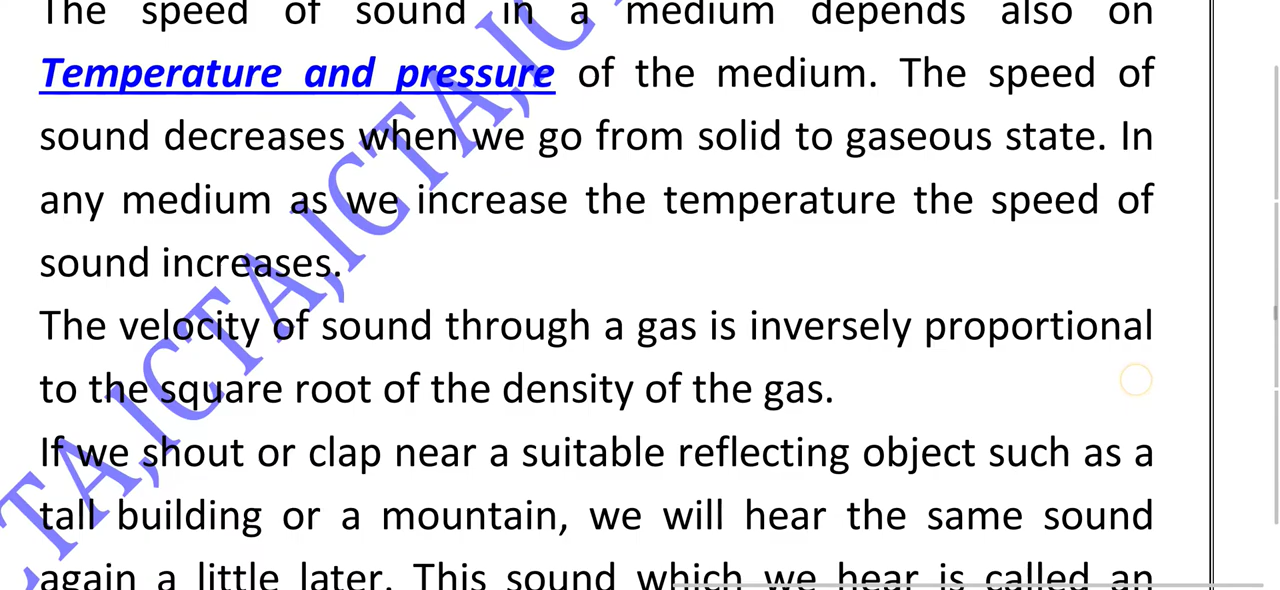 The speed of sound in a medium depends also on
Temperature and pressure of the medium. The speed of
sound decreases when we go from solid to gaseous state. In
any medium as we increase the temperature the speed of
sound increases.
The velocity of sound through a gas is inversely proportional
to the square root of the density of the gas.
If we shout or clap near a suitable reflecting object such as a
tall building or a mountain, we will hear the same sound
again a little later. This sound which we hear is called an
TA,ICTA,ICTA,IC